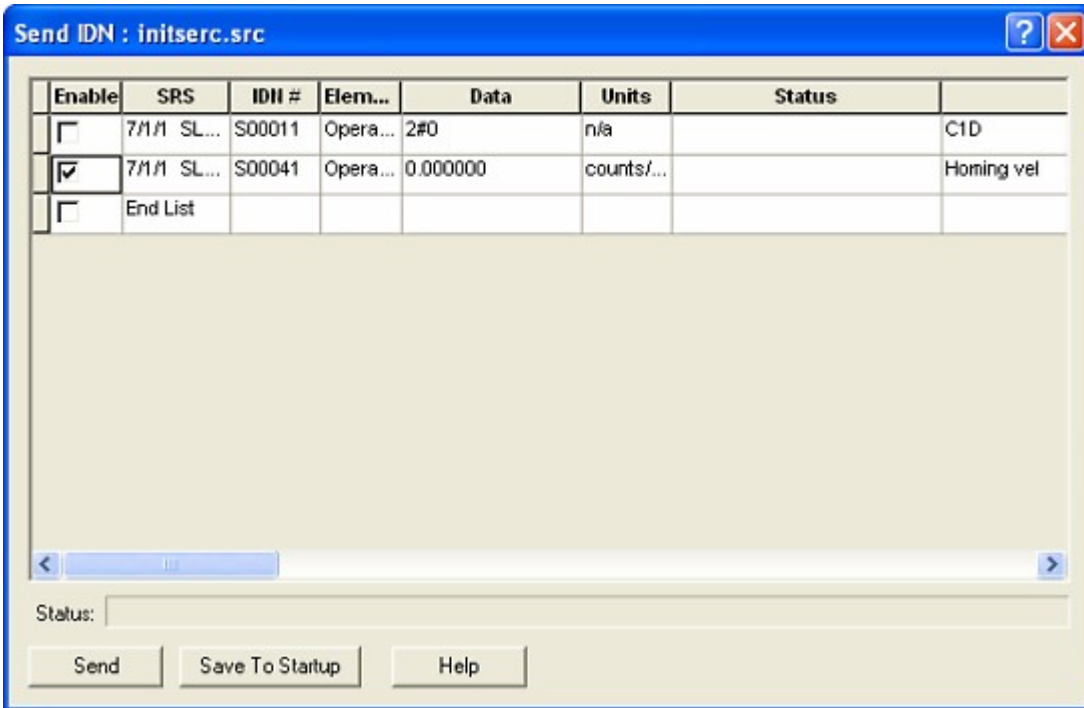 Send IDN : initserc.src
Enable SRS IDN # Elem... Data Units Status
7/1/1 SL... S00011 Opera... 2#0 n/a C1D
7/1/1 SL... S00041 Opera... 0.000000 counts/... Homing vel
End List
Status:
Send Save To Startup Help